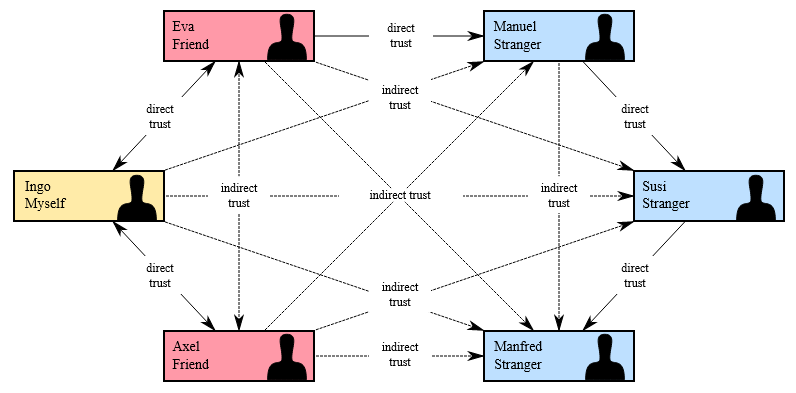 Eva
Friend
direct
trust
Manuel
Stranger
indirect
trust
direct
trust
direct
trust
Ingo
Myself
indirect
trust
indirect trust
indirect
trust
Susi
Stranger
direct
trust
indirect
trust
direct
trust
Axel
Friend
indirect
trust
Manfred
Stranger